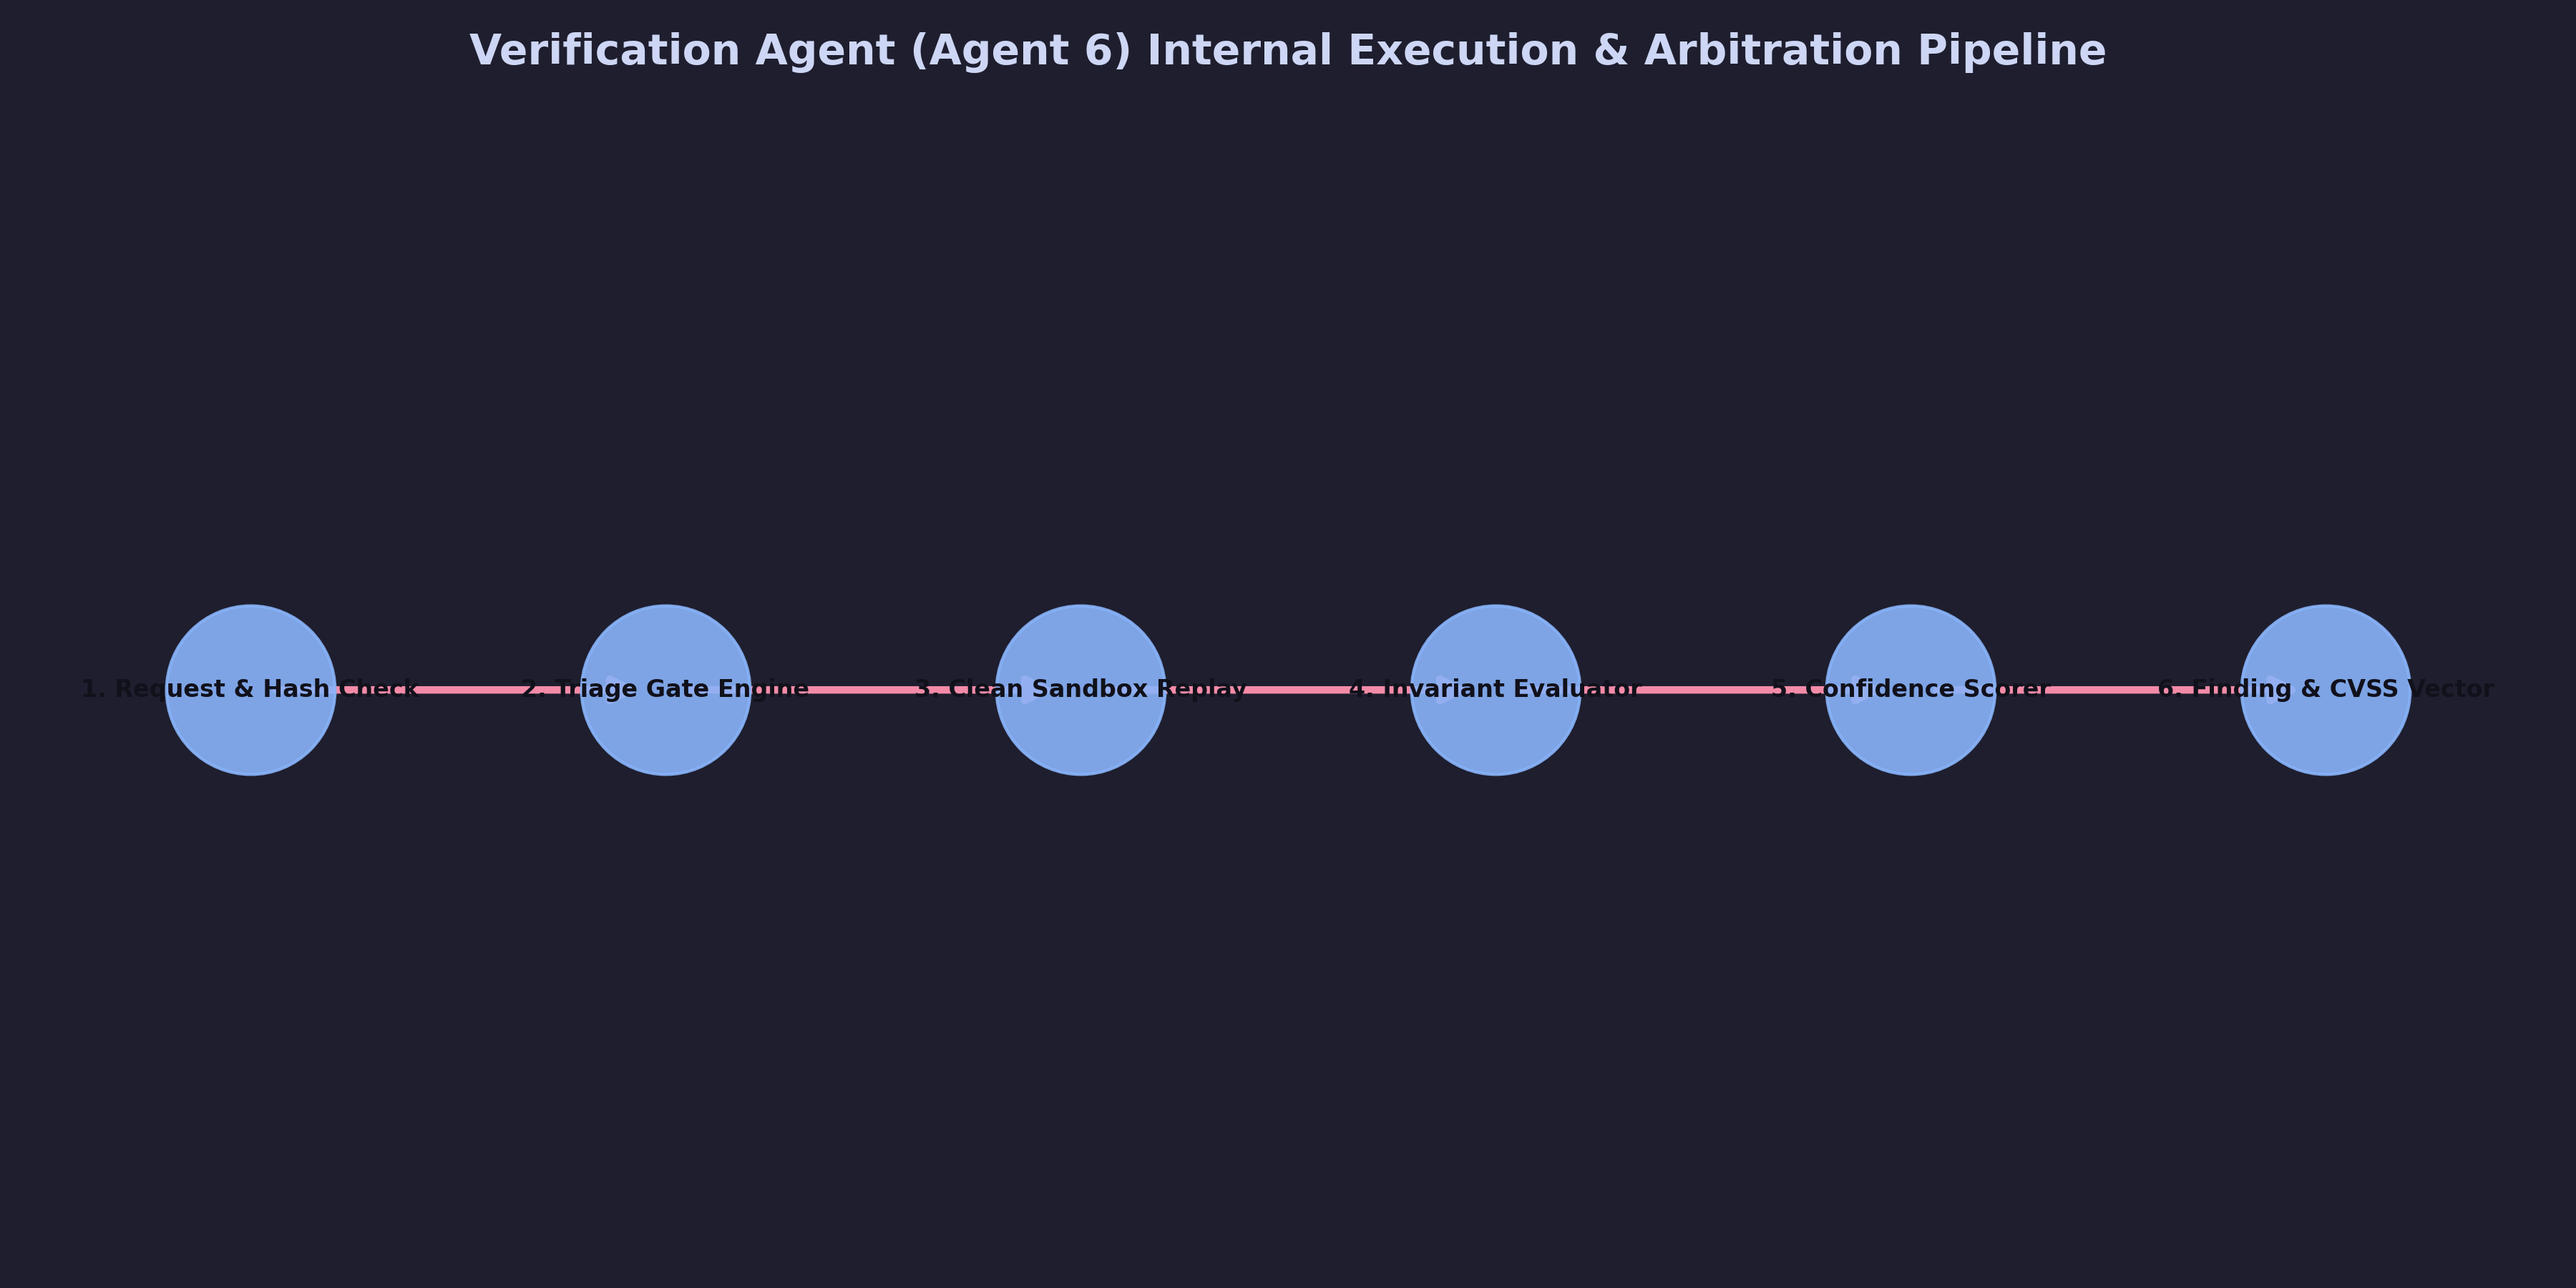 Verification Agent (Agent 6) Internal Execution & Arbitration Pipeline
1. Request & Hash Check
2. Triage Gate Engine
3. Clean Sandbox Replay
4. Invariant Evaluator
5. Confidence Scorer
6. Finding & CVSS Vector